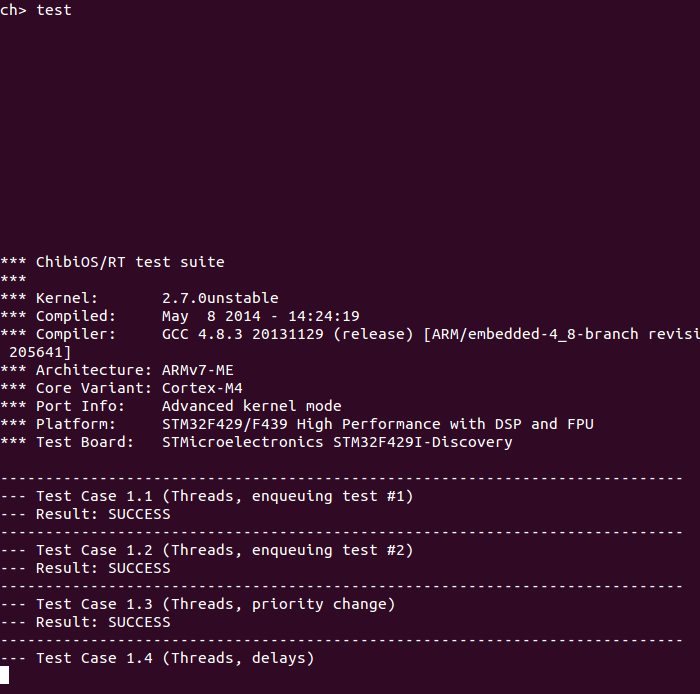 ch> test
*** ChibiOS/RT test suite
***
*** Kernel:       2.7.0unstable
*** Compiled:     May  8 2014 - 14:24:19
*** Compiler:     GCC 4.8.3 20131129 (release) [ARM/embedded-4_8-branch revisi
 205641]
*** Architecture: ARMv7-ME
*** Core Variant: Cortex-M4
*** Port Info:    Advanced kernel mode
*** Platform:     STM32F429/F439 High Performance with DSP and FPU
*** Test Board:   STMicroelectronics STM32F429I-Discovery
----------------------------------------------------------------------------
--- Test Case 1.1 (Threads, enqueuing test #1)
--- Result: SUCCESS
----------------------------------------------------------------------------
--- Test Case 1.2 (Threads, enqueuing test #2)
--- Result: SUCCESS
----------------------------------------------------------------------------
--- Test Case 1.3 (Threads, priority change)
--- Result: SUCCESS
----------------------------------------------------------------------------
--- Test Case 1.4 (Threads, delays)